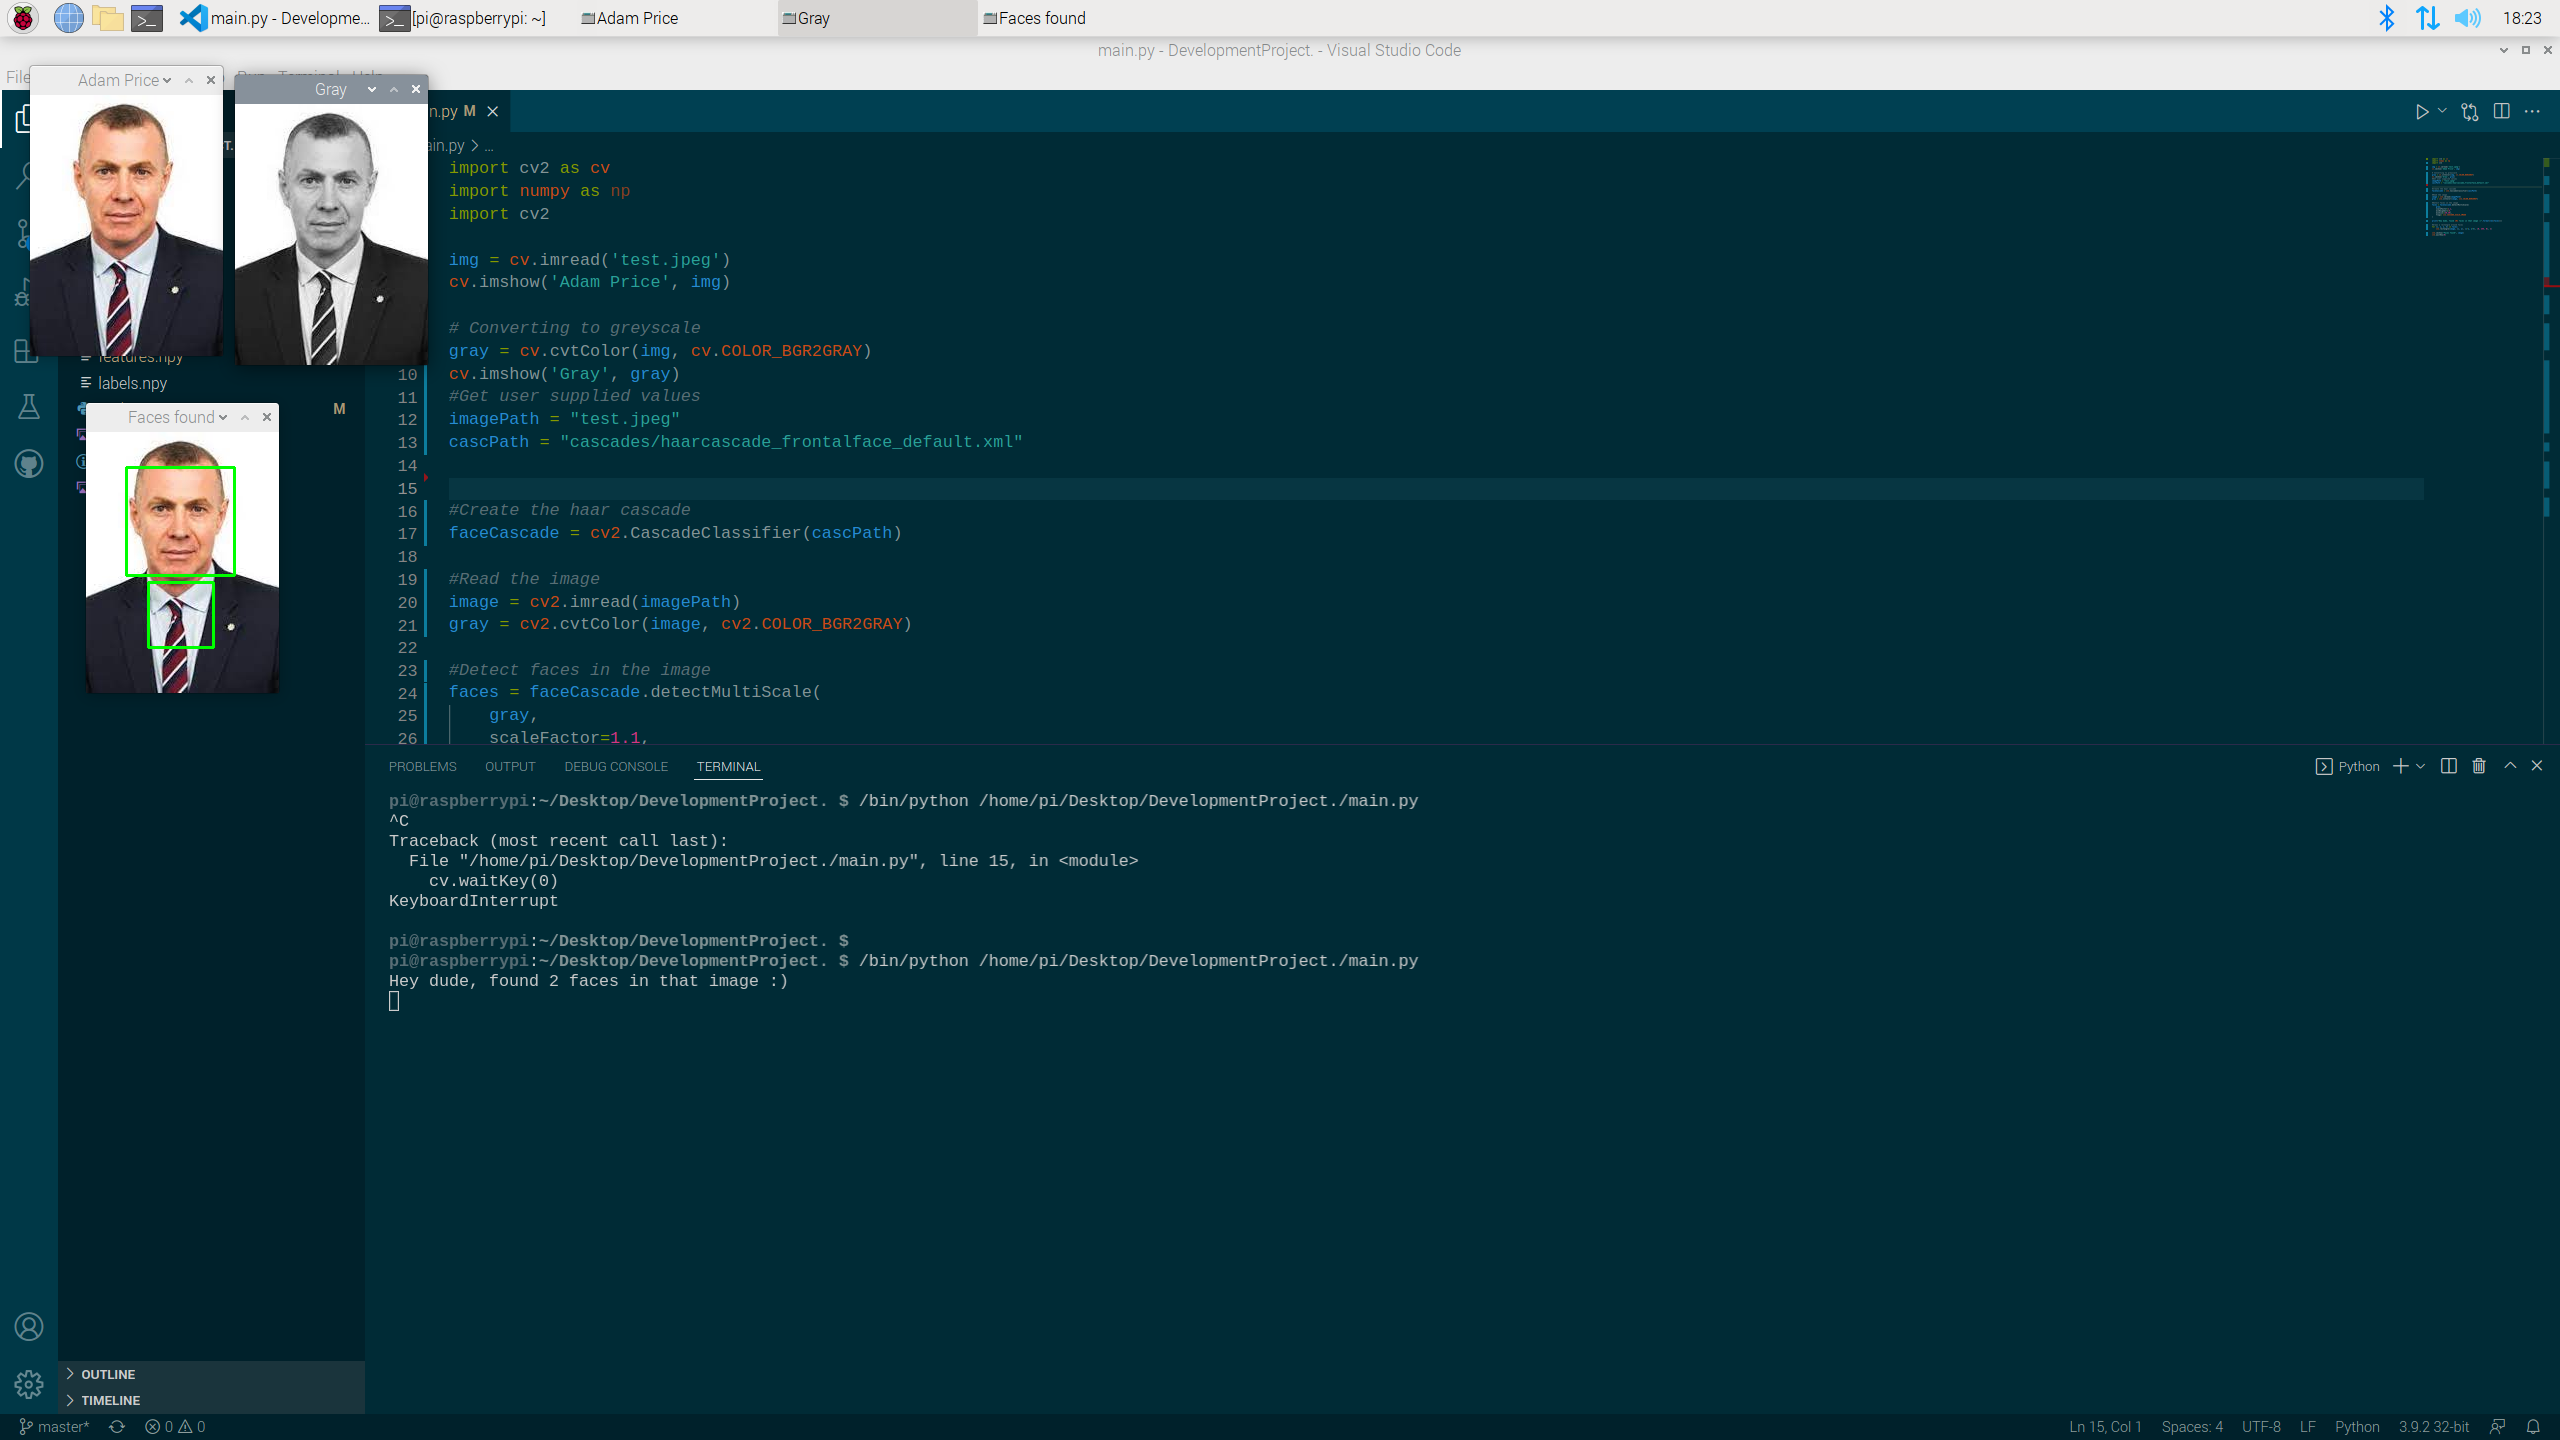 main.py - Developme...
[pi@raspberrypi: ~]
Adam Price
Gray
Faces found
18:23
main.py - DevelopmentProject. - Visual Studio Code
File
Adam Price
Gray
n.py M
ain.py > ...
import cv2 as cv
import numpy as np
import cv2
img = cv.imread('test.jpeg')
cv.imshow('Adam Price', img)
# Converting to greyscale
gray = cv.cvtColor(img, cv.COLOR_BGR2GRAY)
10 cv.imshow('Gray', gray)
11 #Get user supplied values
12 imagePath = "test.jpeg"
13 cascPath = "cascades/haarcascade_frontalface_default.xml"
14
15
16 #Create the haar cascade
17 faceCascade = cv2.CascadeClassifier(cascPath)
18
19 #Read the image
20 image = cv2.imread(imagePath)
21 gray = cv2.cvtColor(image, cv2.COLOR_BGR2GRAY)
22
23 #Detect faces in the image
24 faces = faceCascade.detectMultiScale(
25 gray,
26 scaleFactor=1.1,
features.npy
labels.npy
M
Faces found
PROBLEMS OUTPUT DEBUG CONSOLE TERMINAL
Python
pi@raspberrypi:~/Desktop/DevelopmentProject. $ /bin/python /home/pi/Desktop/DevelopmentProject./main.py
^C
Traceback (most recent call last):
File "/home/pi/Desktop/DevelopmentProject./main.py", line 15, in <module>
cv.waitKey(0)
KeyboardInterrupt
pi@raspberrypi:~/Desktop/DevelopmentProject. $
pi@raspberrypi:~/Desktop/DevelopmentProject. $ /bin/python /home/pi/Desktop/DevelopmentProject./main.py
Hey dude, found 2 faces in that image :)
OUTLINE
TIMELINE
master* 0 0
Ln 15, Col 1 Spaces: 4 UTF-8 LF Python 3.9.2 32-bit